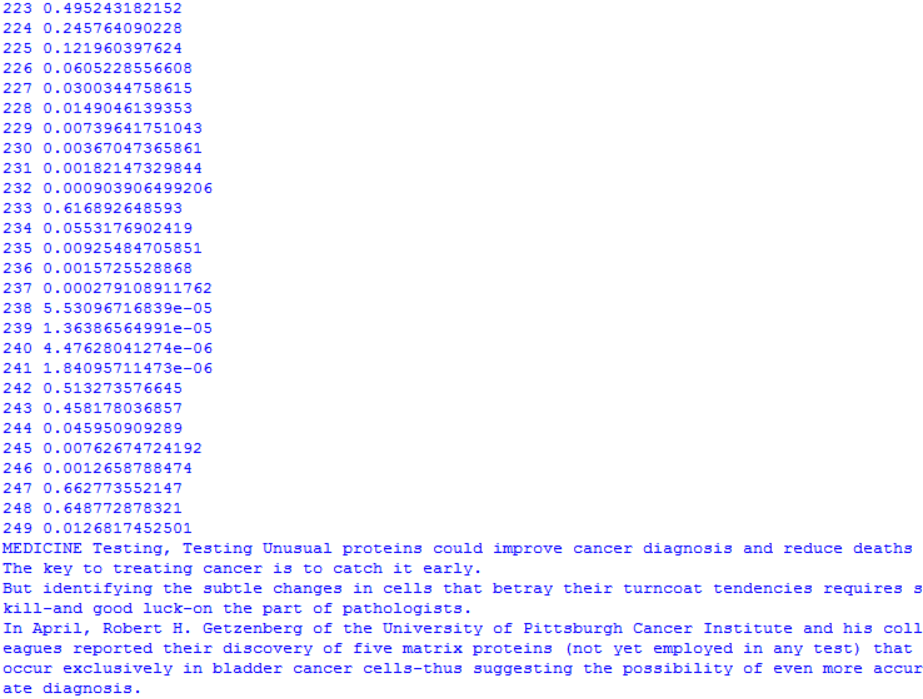 223 0.495243182152
224 0.245764090228
225 0.121960397624
226 0.0605228556608
227 0.0300344758615
228 0.0149046139353
229 0.00739641751043
230 0.00367047365861
231 0.00182147329844
232 0.000903906499206
233 0.616892648593
234 0.0553176902419
235 0.00925484705851
236 0.0015725528868
237 0.000279108911762
238 5.53096716839e-05
239 1.36386564991e-05
240 4.47628041274e-06
241 1.84095711473e-06
242 0.513273576645
243 0.458178036857
244 0.045950909289
245 0.00762674724192
246 0.0012658788474
247 0.662773552147
248 0.648772878321
249 0.0126817452501
MEDICINE Testing, Testing Unusual proteins could improve cancer diagnosis and reduce deaths
The key to treating cancer is to catch it early.
But identifying the subtle changes in cells that betray their turncoat tendencies requires s
kill-and good luck-on the part of pathologists.
In April, Robert H. Getzenberg of the University of Pittsburgh Cancer Institute and his coll
eagues reported their discovery of five matrix proteins (not yet employed in any test) that
occur exclusively in bladder cancer cells-thus suggesting the possibility of even more accur
ate diagnosis.